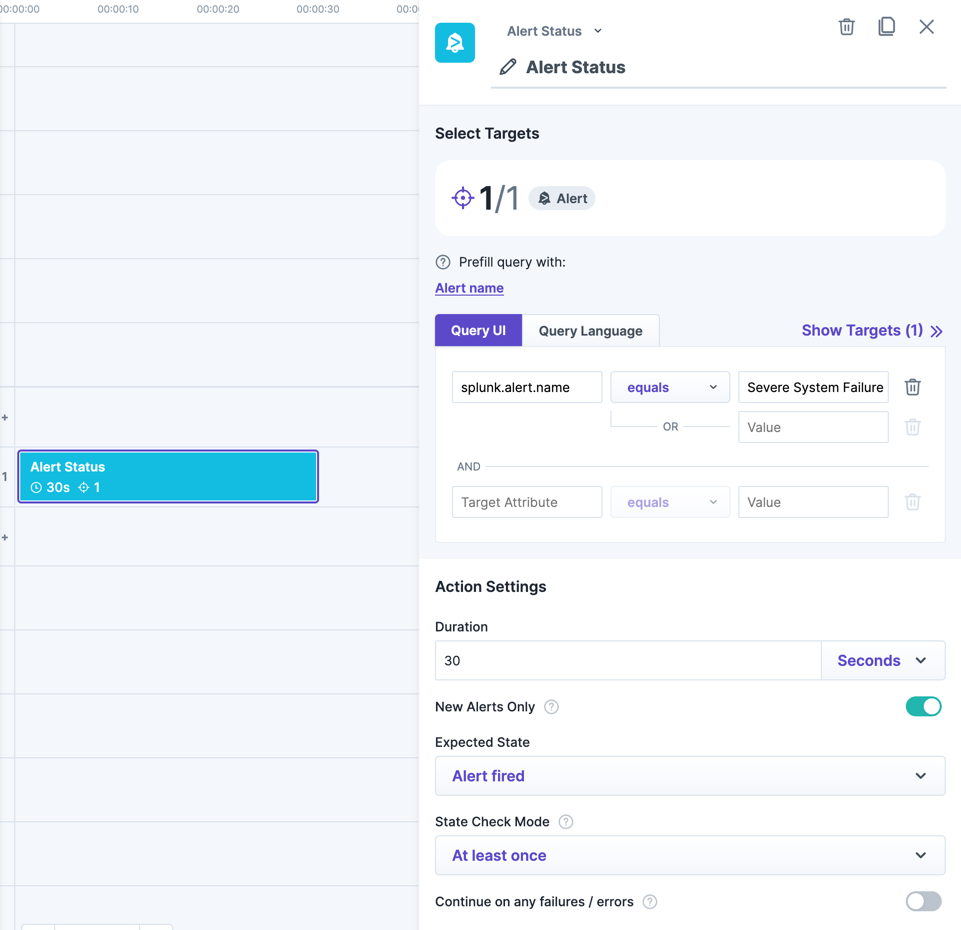 00:00:00 00:00:10 00:00:20 00:00:30 00:00
Alert Status
Alert Status
Select Targets
1/1 Alert
Prefill query with:
Alert name
Query UI Query Language Show Targets (1)
splunk.alert.name equals Severe System Failure
OR Value
AND
Target Attribute equals Value
+
1 Alert Status
30s 1
+
Action Settings
Duration
30 Seconds
New Alerts Only ?
Expected State
Alert fired
State Check Mode ?
At least once
Continue on any failures / errors ?